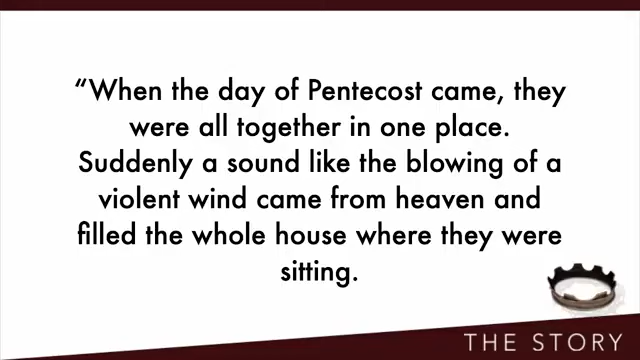 “When the day of Pentecost came, they
were all together in one place.
Suddenly a sound like the blowing of a
violent wind came from heaven and
filled the whole house where they were
sitting.
THE STORY